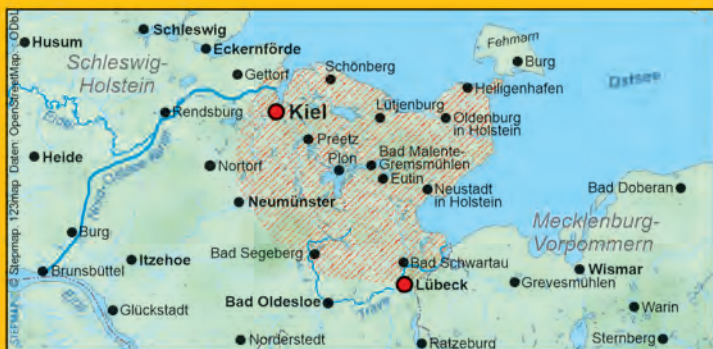 Husum
Schleswig
Eckernförde
Schleswig-
Holstein
Gettorf
Schönberg
Fehmarn
Burg
Ostsee
Heiligenhafen
Eider
Rendsburg
Kiel
Lütjenburg
Oldenburg
in Holstein
Preetz
Heide
Nord-Ostsee-Kanal
Nortorf
Plön
Bad Malente-
Gremsmühlen
Eutin
Neumünster
Neustadt
in Holstein
Bad Doberan
Mecklenburg-
Vorpommern
Burg
Itzehoe
Bad Segeberg
Bad Schwartau
Wismar
Brunsbüttel
Lübeck
Grevesmühlen
Elbe
Glückstadt
Bad Oldesloe
Trave
Warin
Norderstedt
Ratzeburg
Sternberg
STEPMAP © Stepmap, 123map Daten: OpenStreetMap, ODbL